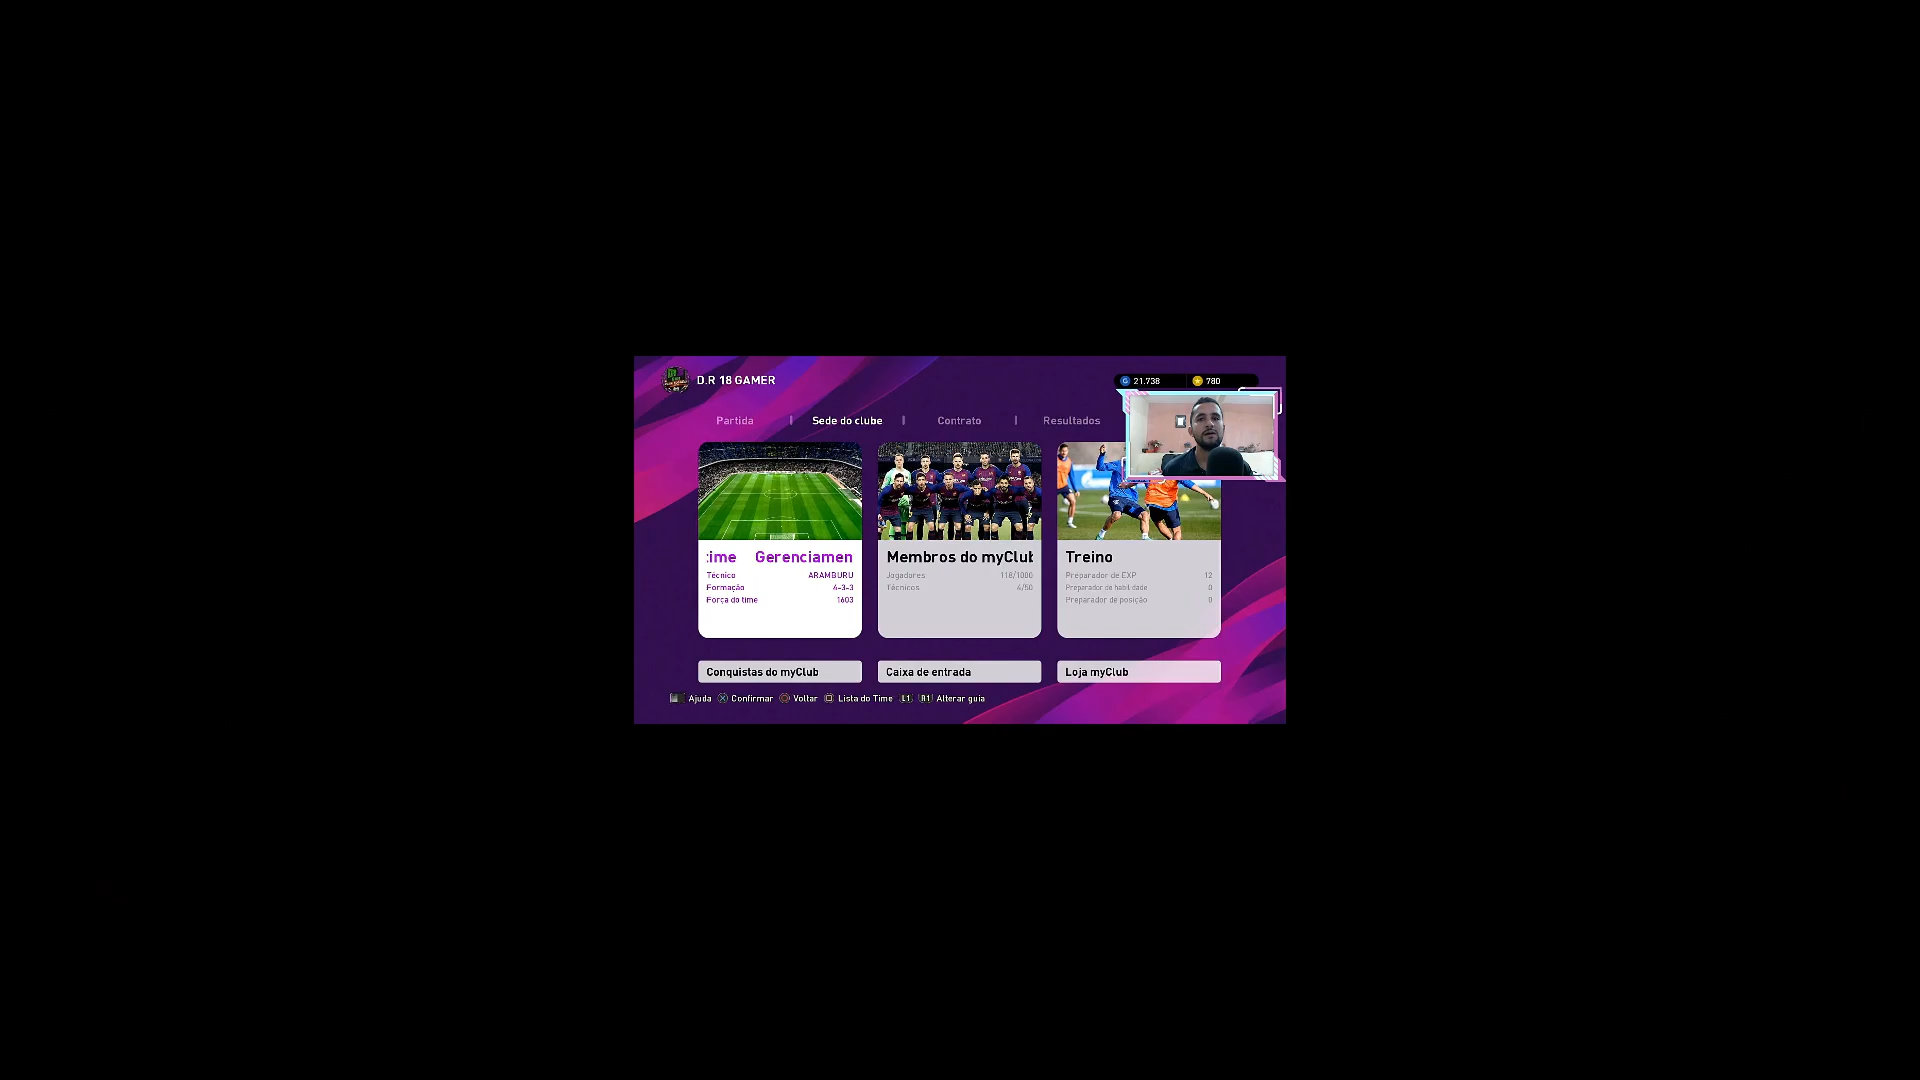 D.R 18 GAMER
21.738
780
Partida
Sede do clube
Contrato
Resultados
time Gerenciamen
Técnico ARAMBURU
Formação 4-3-3
Força do time 1603
Membros do myClub
Jogadores 118/1000
Técnicos 4/50
Treino
Preparador de EXP 12
Preparador de habilidade 0
Preparador de posição 0
Conquistas do myClub
Caixa de entrada
Loja myClub
Ajuda Confirmar Voltar Lista do Time L1 R1 Alterar guia